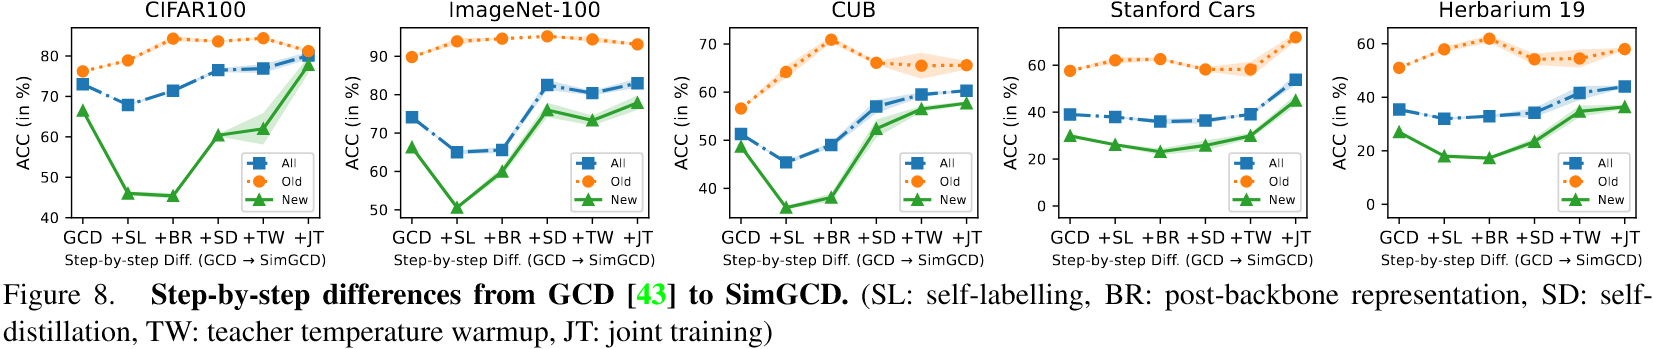 CIFAR100
ACC (in %)
80
70
60
50
40
All
Old
New
GCD +SL +BR +SD +TW +JT
Step-by-step Diff. (GCD → SimGCD)
ImageNet-100
ACC (in %)
90
80
70
60
50
All
Old
New
GCD +SL +BR +SD +TW +JT
Step-by-step Diff. (GCD → SimGCD)
CUB
ACC (in %)
70
60
50
40
All
Old
New
GCD +SL +BR +SD +TW +JT
Step-by-step Diff. (GCD → SimGCD)
Stanford Cars
ACC (in %)
60
40
20
0
All
Old
New
GCD +SL +BR +SD +TW +JT
Step-by-step Diff. (GCD → SimGCD)
Herbarium 19
ACC (in %)
60
40
20
0
All
Old
New
GCD +SL +BR +SD +TW +JT
Step-by-step Diff. (GCD → SimGCD)
Figure 8. Step-by-step differences from GCD [43] to SimGCD. (SL: self-labelling, BR: post-backbone representation, SD: self-
distillation, TW: teacher temperature warmup, JT: joint training)